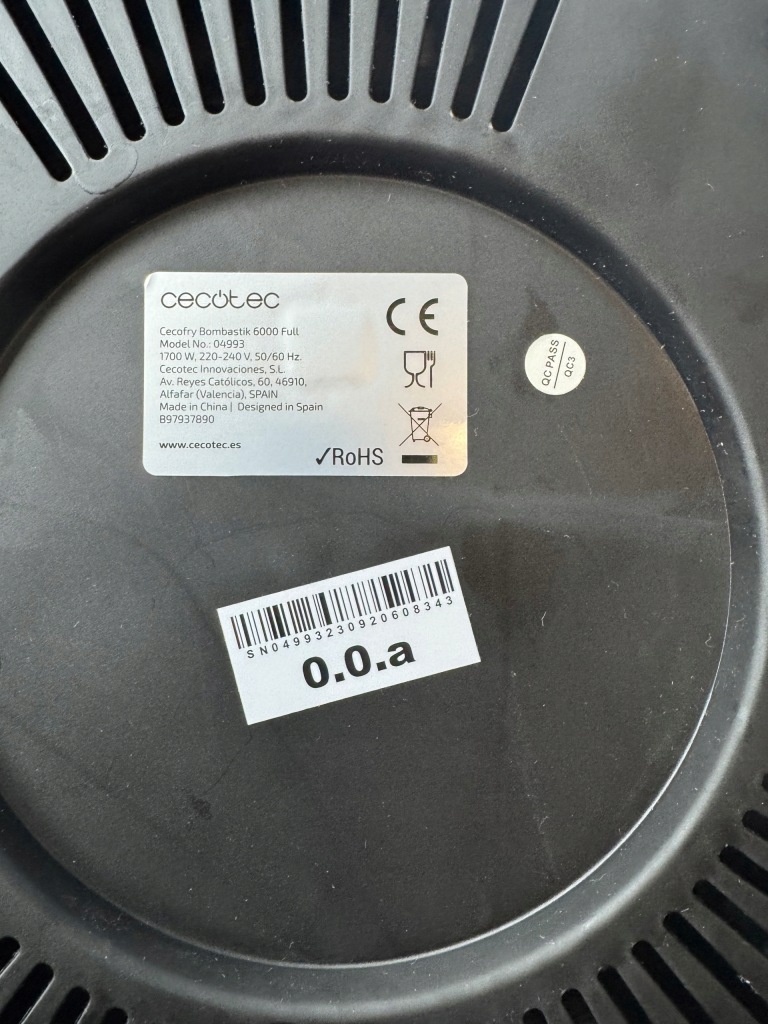 cecotec
Cecofry Bombastik 6000 Full
Model No.: 04993
1700 W, 220-240 V, 50/60 Hz.
Cecotec Innovaciones, S.L.
Av. Reyes Católicos, 60, 46910,
Alfafar (Valencia), SPAIN
Made in China | Designed in Spain
B97937890
www.cecotec.es
CE
✓RoHS
QC PASS
QC3
SN04993230920608343
0.0.a